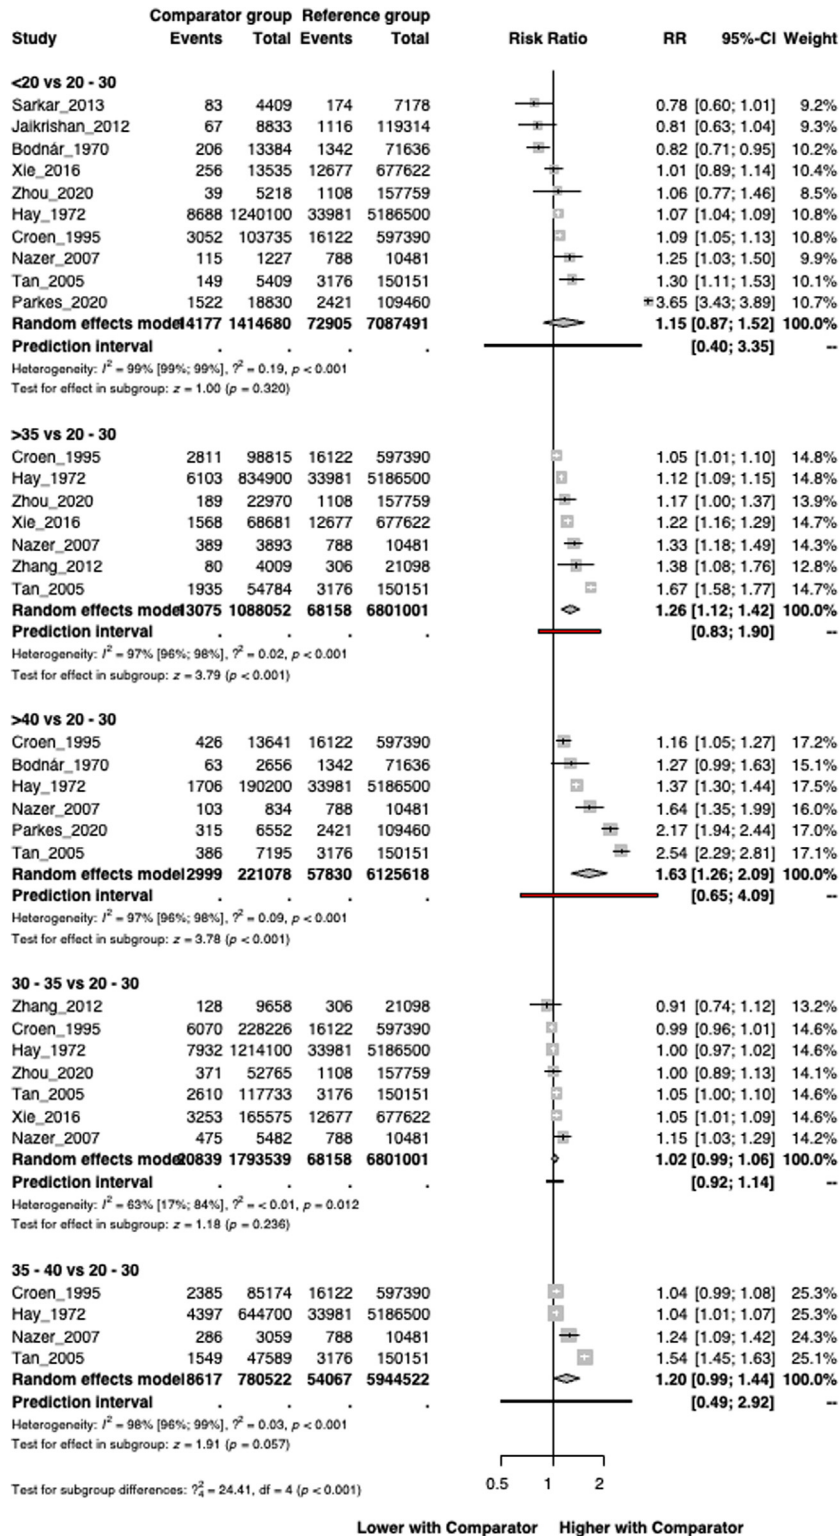 Comparator group Reference group
Study Events Total Events Total Risk Ratio RR 95%-CI Weight
<20 vs 20 - 30
Sarkar_2013 83 4409 174 7178 0.78 [0.60; 1.01] 9.2%
Jaikrishan_2012 67 8833 1116 119314 0.81 [0.63; 1.04] 9.3%
Bodnár_1970 206 13384 1342 71636 0.82 [0.71; 0.95] 10.2%
Xie_2016 256 13535 12677 677622 1.01 [0.89; 1.14] 10.4%
Zhou_2020 39 5218 1108 157759 1.06 [0.77; 1.46] 8.5%
Hay_1972 8688 1240100 33981 5186500 1.07 [1.04; 1.09] 10.8%
Croen_1995 3052 103735 16122 597390 1.09 [1.05; 1.13] 10.8%
Nazer_2007 115 1227 788 10481 1.25 [1.03; 1.50] 9.9%
Tan_2005 149 5409 3176 150151 1.30 [1.11; 1.53] 10.1%
Parkes_2020 1522 18830 2421 109460 3.65 [3.43; 3.89] 10.7%
Random effects model 14177 1414680 72905 7087491 1.15 [0.87; 1.52] 100.0%
Prediction interval . . . . [0.40; 3.35] --
Heterogeneity: I² = 99% [99%; 99%], ?² = 0.19, p < 0.001
Test for effect in subgroup: z = 1.00 (p = 0.320)
>35 vs 20 - 30
Croen_1995 2811 98815 16122 597390 1.05 [1.01; 1.10] 14.8%
Hay_1972 6103 834900 33981 5186500 1.12 [1.09; 1.15] 14.8%
Zhou_2020 189 22970 1108 157759 1.17 [1.00; 1.37] 13.9%
Xie_2016 1568 68681 12677 677622 1.22 [1.16; 1.29] 14.7%
Nazer_2007 389 3893 788 10481 1.33 [1.18; 1.49] 14.3%
Zhang_2012 80 4009 306 21098 1.38 [1.08; 1.76] 12.8%
Tan_2005 1935 54784 3176 150151 1.67 [1.58; 1.77] 14.7%
Random effects model 13075 1088052 68158 6801001 1.26 [1.12; 1.42] 100.0%
Prediction interval . . . . [0.83; 1.90] --
Heterogeneity: I² = 97% [96%; 98%], ?² = 0.02, p < 0.001
Test for effect in subgroup: z = 3.79 (p < 0.001)
>40 vs 20 - 30
Croen_1995 426 13641 16122 597390 1.16 [1.05; 1.27] 17.2%
Bodnár_1970 63 2656 1342 71636 1.27 [0.99; 1.63] 15.1%
Hay_1972 1706 190200 33981 5186500 1.37 [1.30; 1.44] 17.5%
Nazer_2007 103 834 788 10481 1.64 [1.35; 1.99] 16.0%
Parkes_2020 315 6552 2421 109460 2.17 [1.94; 2.44] 17.0%
Tan_2005 386 7195 3176 150151 2.54 [2.29; 2.81] 17.1%
Random effects model 2999 221078 57830 6125618 1.63 [1.26; 2.09] 100.0%
Prediction interval . . . . [0.65; 4.09] --
Heterogeneity: I² = 97% [96%; 98%], ?² = 0.09, p < 0.001
Test for effect in subgroup: z = 3.78 (p < 0.001)
30 - 35 vs 20 - 30
Zhang_2012 128 9658 306 21098 0.91 [0.74; 1.12] 13.2%
Croen_1995 6070 228226 16122 597390 0.99 [0.96; 1.01] 14.6%
Hay_1972 7932 1214100 33981 5186500 1.00 [0.97; 1.02] 14.6%
Zhou_2020 371 52765 1108 157759 1.00 [0.89; 1.13] 14.1%
Tan_2005 2610 117733 3176 150151 1.05 [1.00; 1.10] 14.6%
Xie_2016 3253 165575 12677 677622 1.05 [1.01; 1.09] 14.6%
Nazer_2007 475 5482 788 10481 1.15 [1.03; 1.29] 14.2%
Random effects model 20839 1793539 68158 6801001 1.02 [0.99; 1.06] 100.0%
Prediction interval . . . . [0.92; 1.14] --
Heterogeneity: I² = 63% [17%; 84%], ?² = < 0.01, p = 0.012
Test for effect in subgroup: z = 1.18 (p = 0.236)
35 - 40 vs 20 - 30
Croen_1995 2385 85174 16122 597390 1.04 [0.99; 1.08] 25.3%
Hay_1972 4397 644700 33981 5186500 1.04 [1.01; 1.07] 25.3%
Nazer_2007 286 3059 788 10481 1.24 [1.09; 1.42] 24.3%
Tan_2005 1549 47589 3176 150151 1.54 [1.45; 1.63] 25.1%
Random effects model 8617 780522 54067 5944522 1.20 [0.99; 1.44] 100.0%
Prediction interval . . . . [0.49; 2.92] --
Heterogeneity: I² = 98% [96%; 99%], ?² = 0.03, p < 0.001
Test for effect in subgroup: z = 1.91 (p = 0.057)
0.5 1 2
Test for subgroup differences: ?²₄ = 24.41, df = 4 (p < 0.001)
Lower with Comparator Higher with Comparator